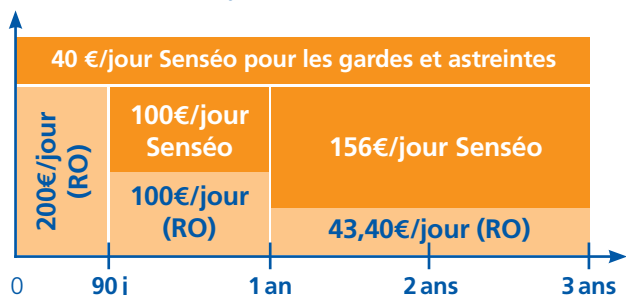 40 €/jour Senséo pour les gardes et astreintes
200€/jour
(RO)
100€/jour
Senséo
100€/jour
(RO)
156€/jour Senséo
43,40€/jour (RO)
0
90 j
1 an
2 ans
3 ans